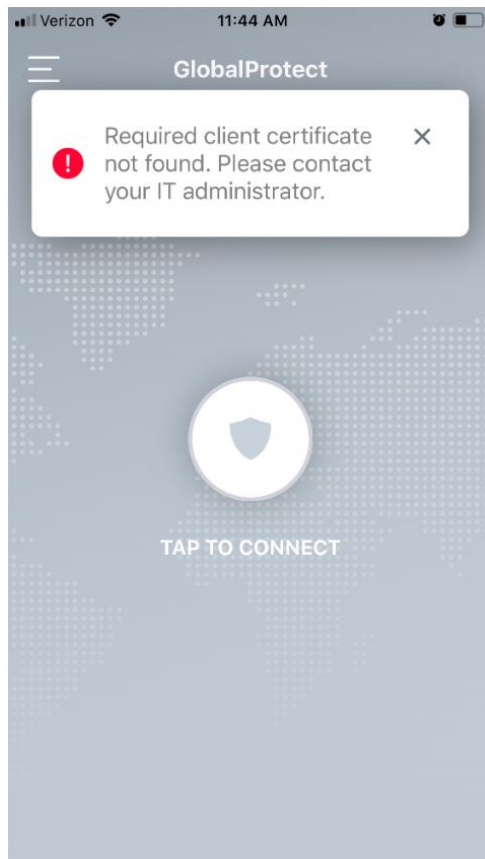 Verizon
11:44 AM
GlobalProtect
Required client certificate
not found. Please contact
your IT administrator.
TAP TO CONNECT